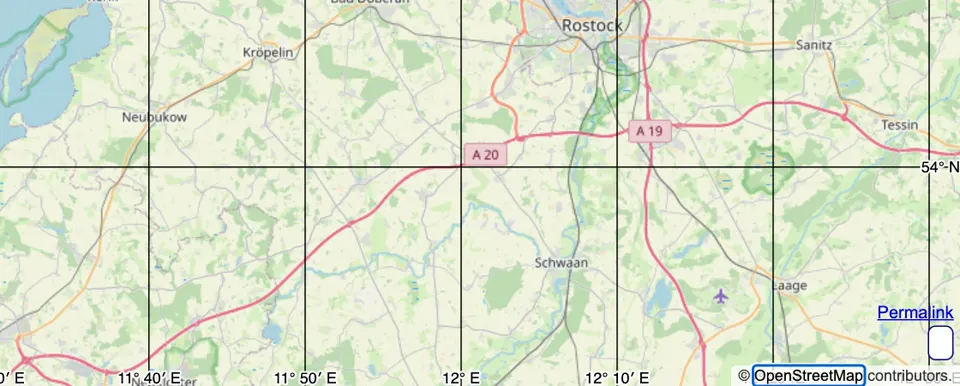 Bad Doberan
Rostock
Kröpelin
Sanitz
Neubukow
Tessin
A 19
A 20
54° N
Schwaan
Laage
Permalink
0′ E
11° 40′ E
11° 50′ E
12° E
12° 10′ E
© OpenStreetMap contributors.